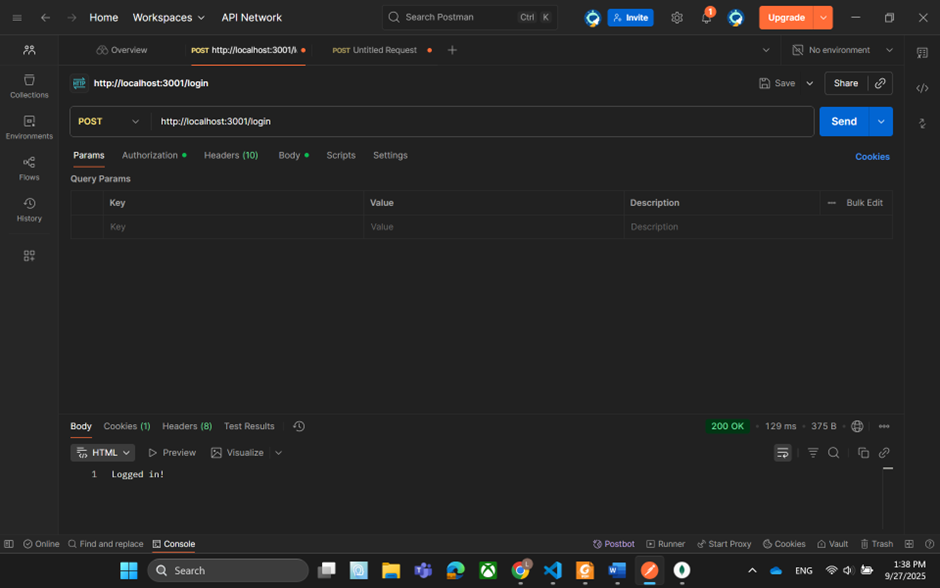 Home Workspaces API Network Search Postman Ctrl K Invite 1 Upgrade
Overview POST http://localhost:3001/l POST Untitled Request No environment
Collections
Environments
Flows
History
HTTP http://localhost:3001/login Save Share
POST http://localhost:3001/login Send
Params Authorization Headers (10) Body Scripts Settings Cookies
Query Params
Key Value Description Bulk Edit
Key Value Description
Body Cookies (1) Headers (8) Test Results 200 OK 129 ms 375 B
HTML Preview Visualize
1 Logged in!
Online Find and replace Console Postbot Runner Start Proxy Cookies Vault Trash
Search ENG 1:38 PM
9/27/2025